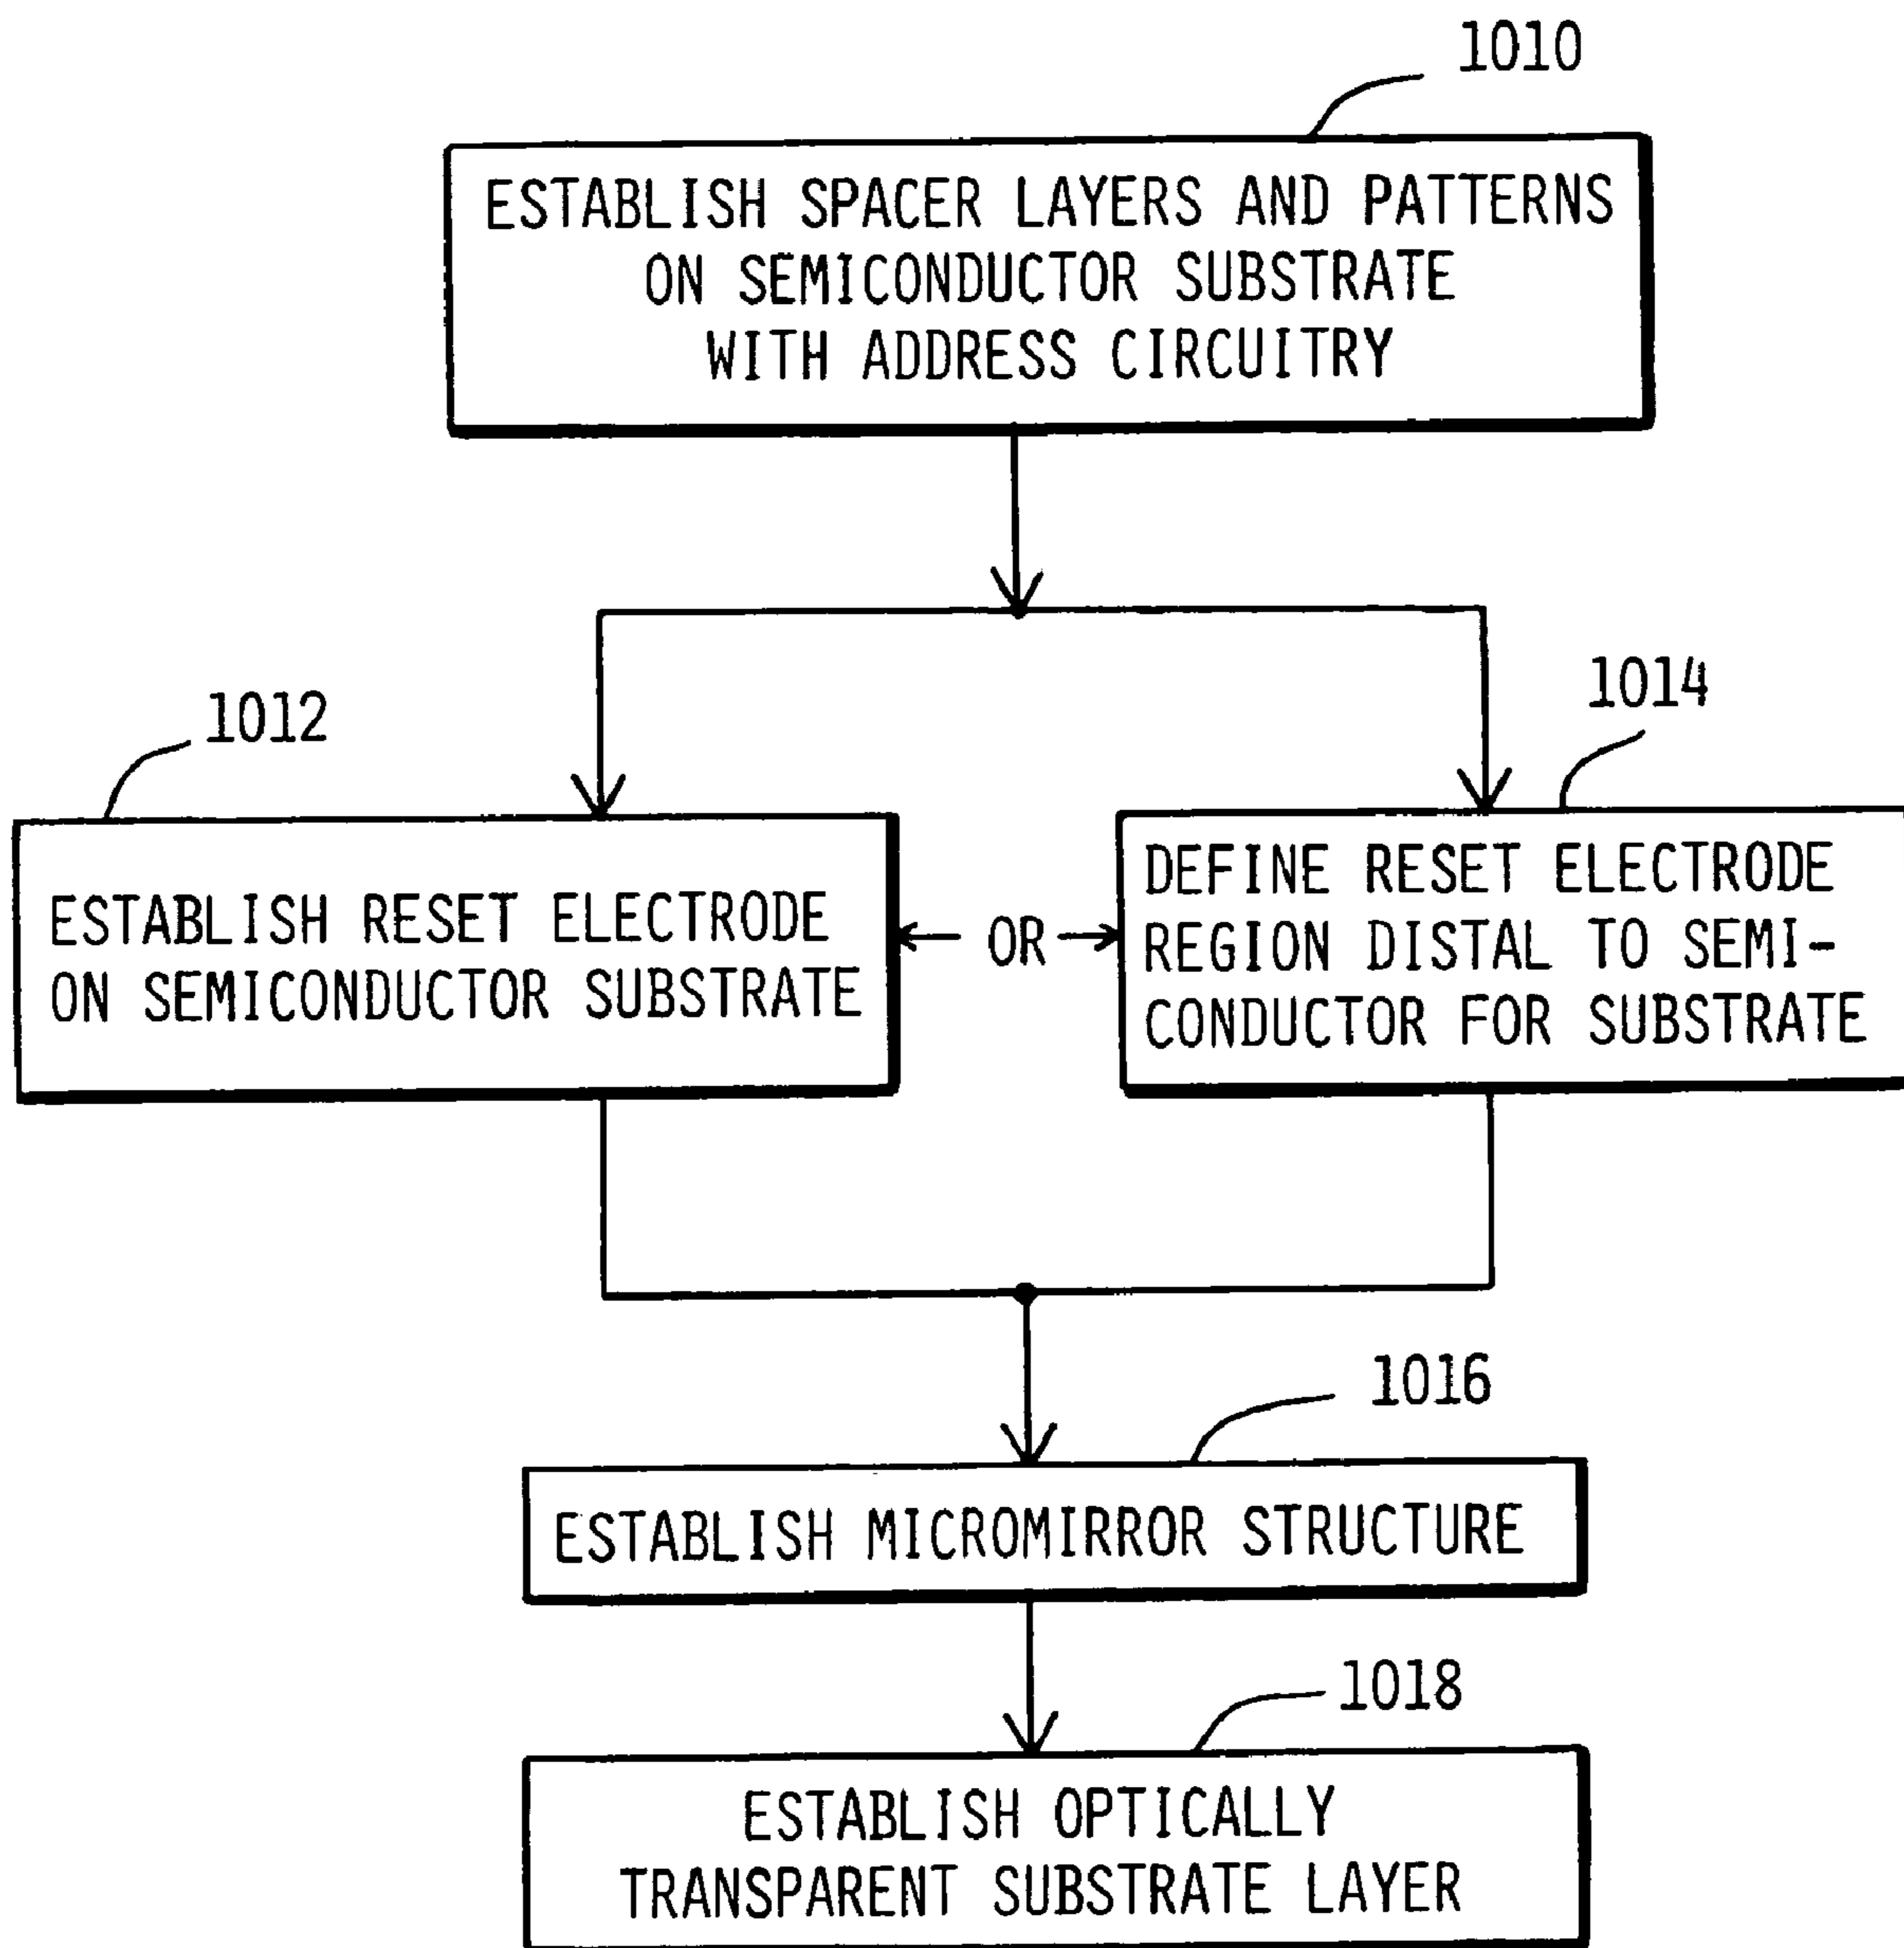 1010
ESTABLISH SPACER LAYERS AND PATTERNS
ON SEMICONDUCTOR SUBSTRATE
WITH ADDRESS CIRCUITRY
1012
1014
ESTABLISH RESET ELECTRODE
ON SEMICONDUCTOR SUBSTRATE
OR
DEFINE RESET ELECTRODE
REGION DISTAL TO SEMI-
CONDUCTOR FOR SUBSTRATE
1016
ESTABLISH MICROMIRROR STRUCTURE
1018
ESTABLISH OPTICALLY
TRANSPARENT SUBSTRATE LAYER